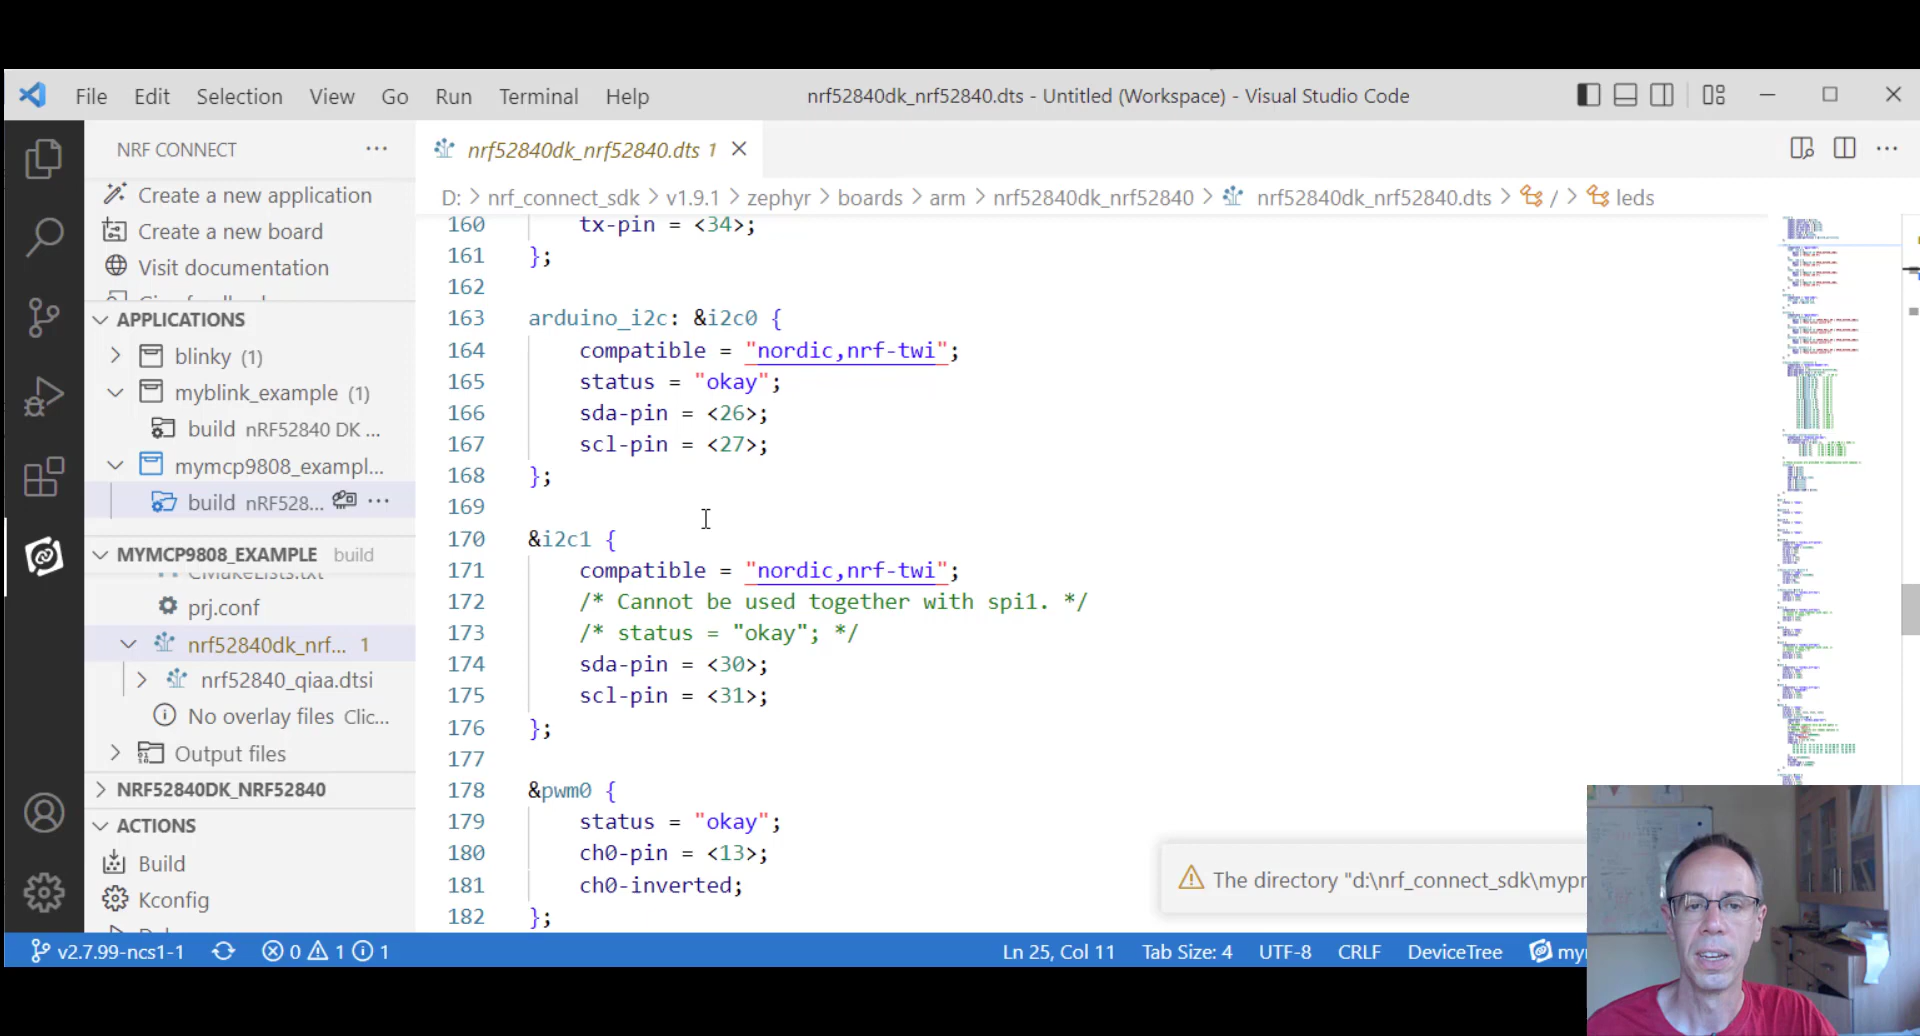 File Edit Selection View Go Run Terminal Help
nrf52840dk_nrf52840.dts - Untitled (Workspace) - Visual Studio Code
NRF CONNECT
Create a new application
Create a new board
Visit documentation
APPLICATIONS
blinky (1)
myblink_example (1)
build nRF52840 DK ...
mymcp9808_exampl...
build nRF528...
MYMCP9808_EXAMPLE build
CMakeLists.txt
prj.conf
nrf52840dk_nrf... 1
nrf52840_qiaa.dtsi
No overlay files Clic...
Output files
NRF52840DK_NRF52840
ACTIONS
Build
Kconfig
nrf52840dk_nrf52840.dts 1
D: > nrf_connect_sdk > v1.9.1 > zephyr > boards > arm > nrf52840dk_nrf52840 > nrf52840dk_nrf52840.dts > / > leds
160 tx-pin = <34>;
161 };
162
163 arduino_i2c: &i2c0 {
164 compatible = "nordic,nrf-twi";
165 status = "okay";
166 sda-pin = <26>;
167 scl-pin = <27>;
168 };
169
170 &i2c1 {
171 compatible = "nordic,nrf-twi";
172 /* Cannot be used together with spi1. */
173 /* status = "okay"; */
174 sda-pin = <30>;
175 scl-pin = <31>;
176 };
177
178 &pwm0 {
179 status = "okay";
180 ch0-pin = <13>;
181 ch0-inverted;
182 };
The directory "d:\nrf_connect_sdk\mypr
v2.7.99-ncs1-1 0 1 1 Ln 25, Col 11 Tab Size: 4 UTF-8 CRLF DeviceTree my